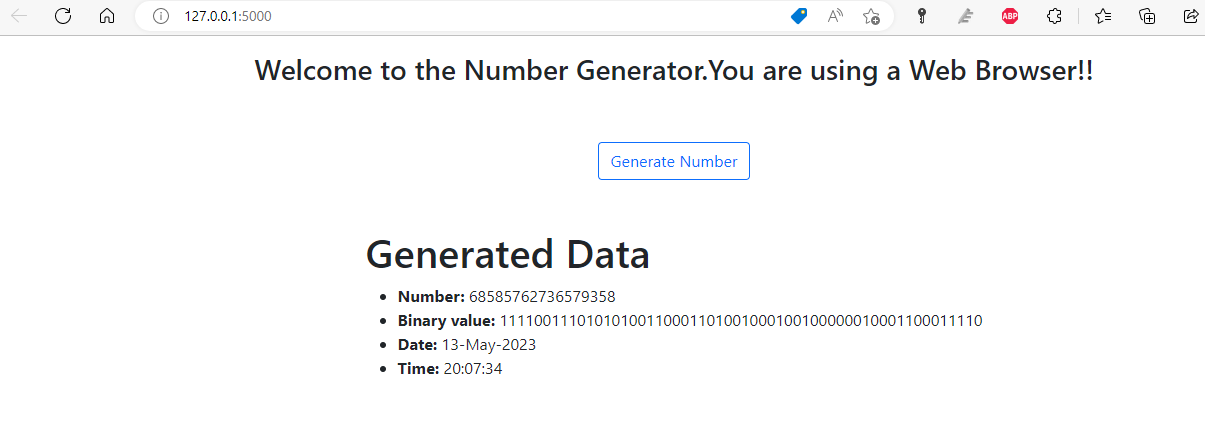 127.0.0.1:5000
ABP
Welcome to the Number Generator.You are using a Web Browser!!
Generate Number
Generated Data
• Number: 68585762736579358
• Binary value: 11110011101010100110001101001000100100000010001100011110
• Date: 13-May-2023
• Time: 20:07:34